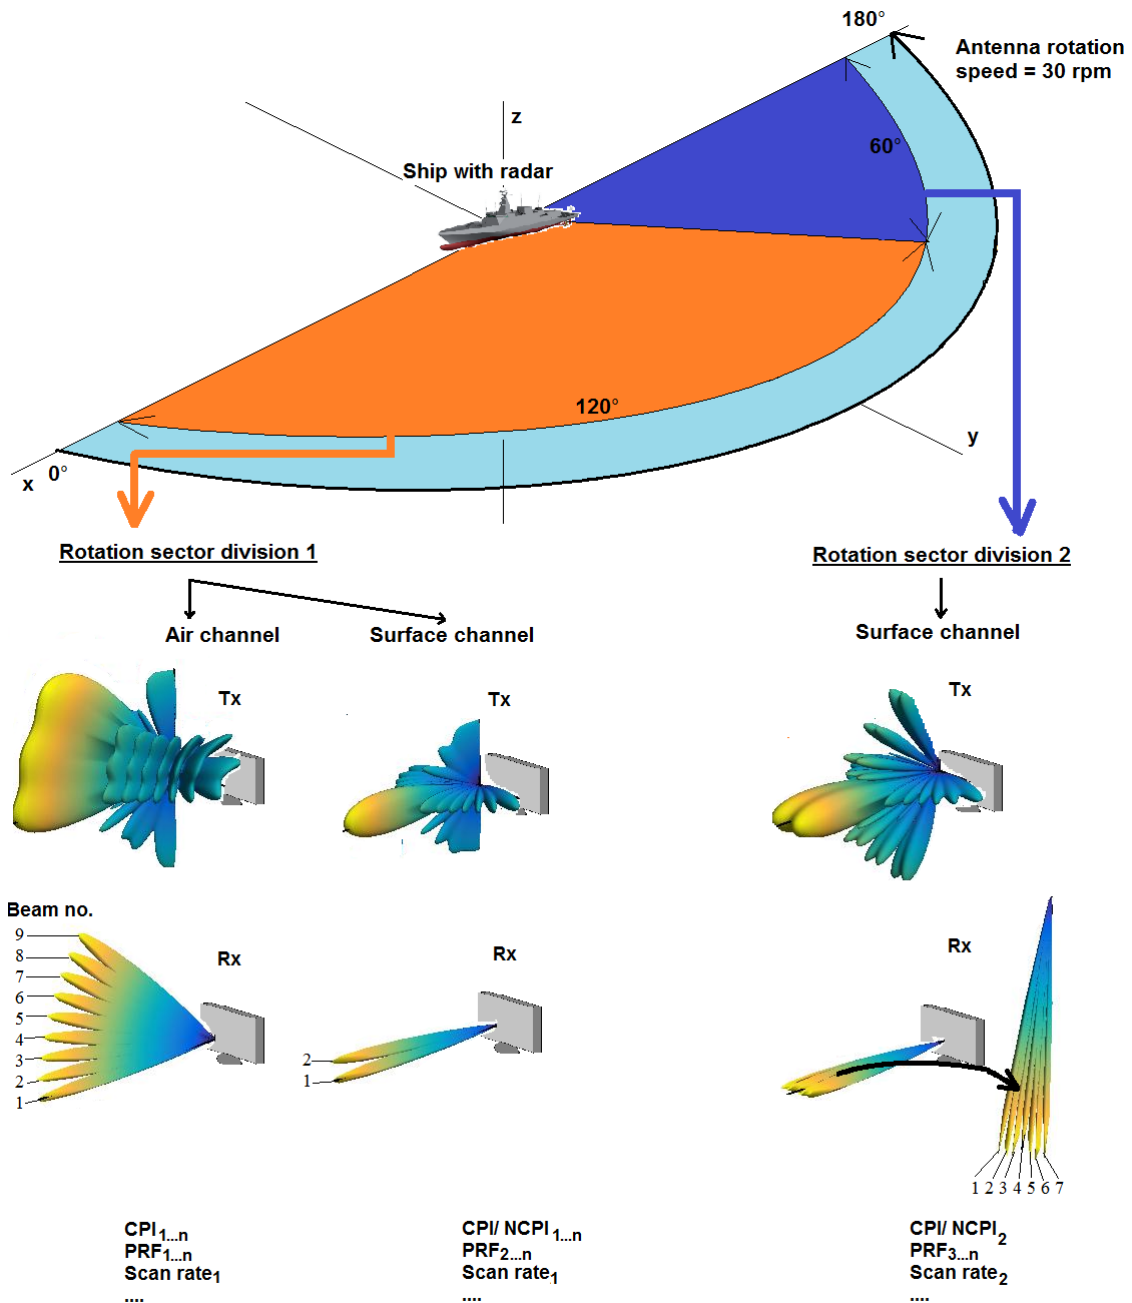 180°
Antenna rotation
speed = 30 rpm
z
60°
Ship with radar
120°
y
x
0°
Rotation sector division 1
Rotation sector division 2
Air channel
Surface channel
Surface channel
Tx
Tx
Tx
Beam no.
9
8
7
6
5
4
3
2
1
Rx
2
1
Rx
Rx
1 2 3 4 5 6 7
CPI1...n
PRF1...n
Scan rate1
....
CPI/ NCPI1...n
PRF2...n
Scan rate1
....
CPI/ NCPI2
PRF3...n
Scan rate2
....